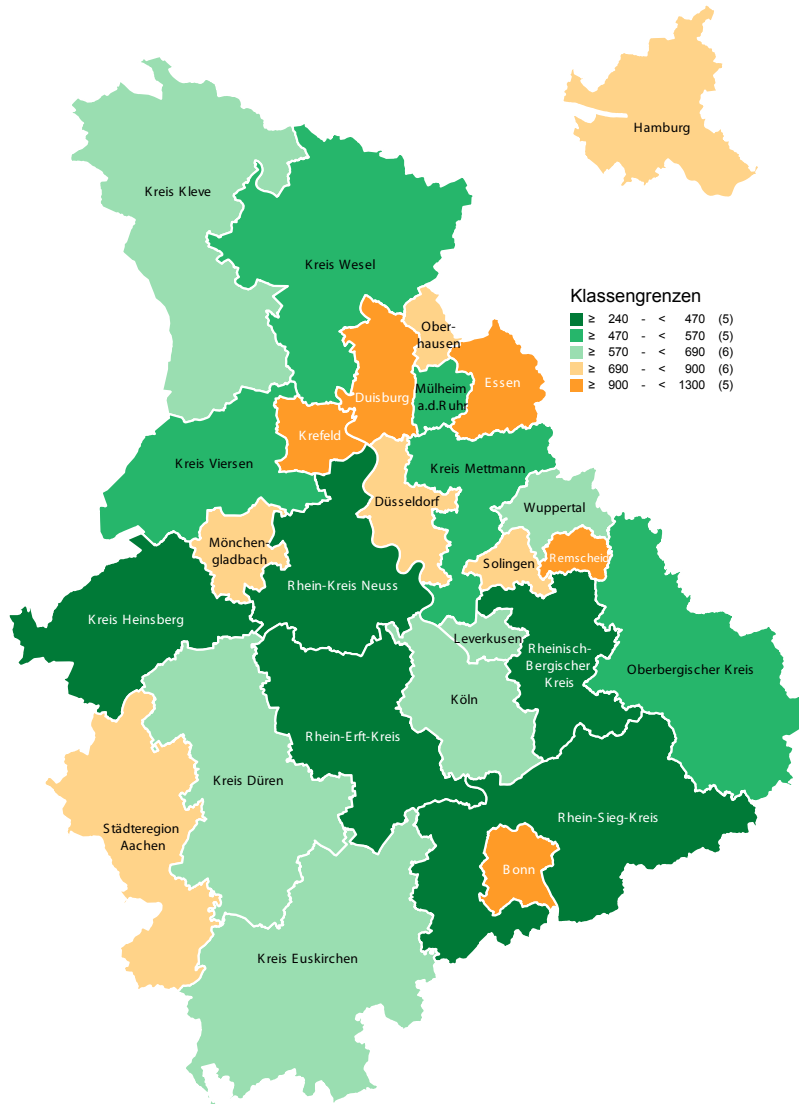 Hamburg
Kreis Kleve
Kreis Wesel
Klassengrenzen
≥ 240 - < 470 (5)
≥ 470 - < 570 (5)
≥ 570 - < 690 (6)
≥ 690 - < 900 (6)
≥ 900 - < 1300 (5)
Ober-
hausen
Duisburg
Mülheim
a.d.Ruhr
Essen
Krefeld
Kreis Viersen
Kreis Mettmann
Düsseldorf
Wuppertal
Mönchen-
gladbach
Solingen
Remscheid
Rhein-Kreis Neuss
Kreis Heinsberg
Leverkusen
Rheinisch-
Bergischer
Kreis
Oberbergischer Kreis
Köln
Rhein-Erft-Kreis
Kreis Düren
Rhein-Sieg-Kreis
Städteregion
Aachen
Bonn
Kreis Euskirchen